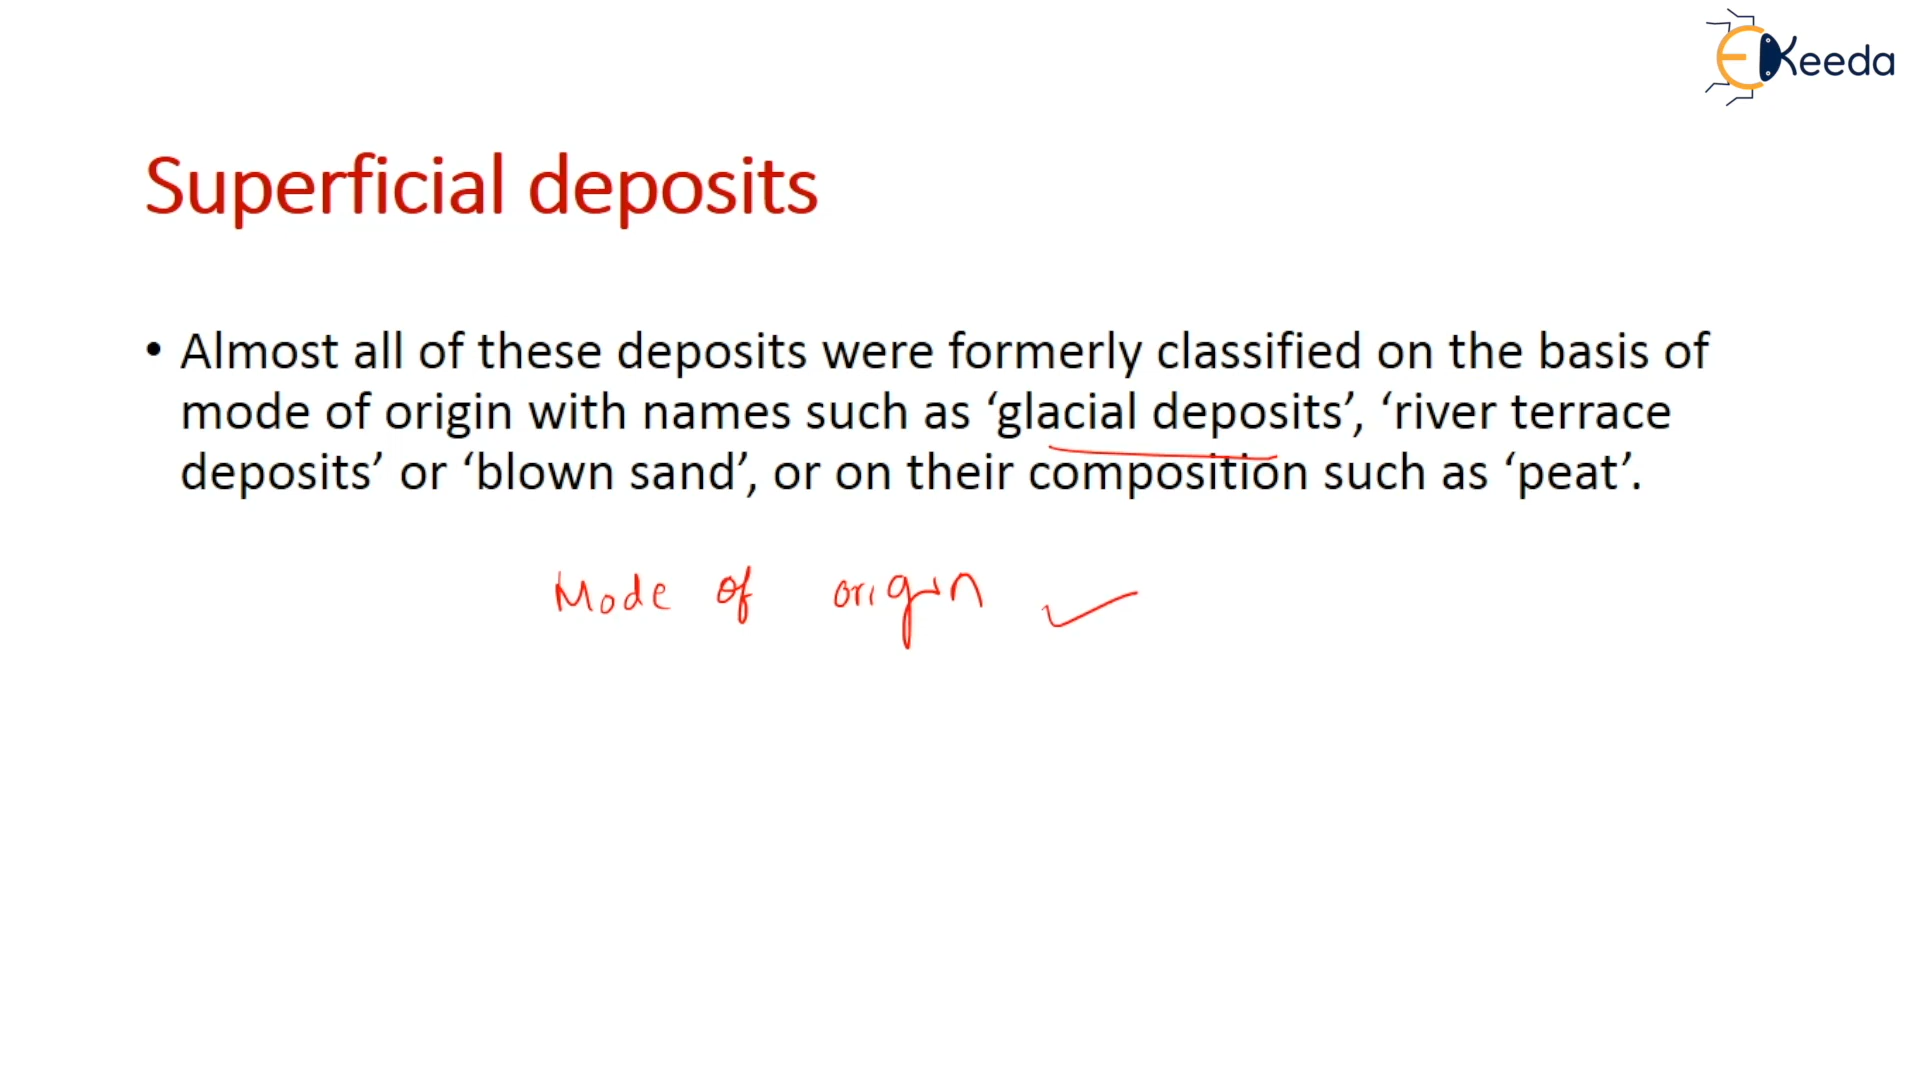 EKeeda
Superficial deposits
• Almost all of these deposits were formerly classified on the basis of
mode of origin with names such as ‘glacial deposits’, ‘river terrace
deposits’ or ‘blown sand’, or on their composition such as ‘peat’.
Mode of origin